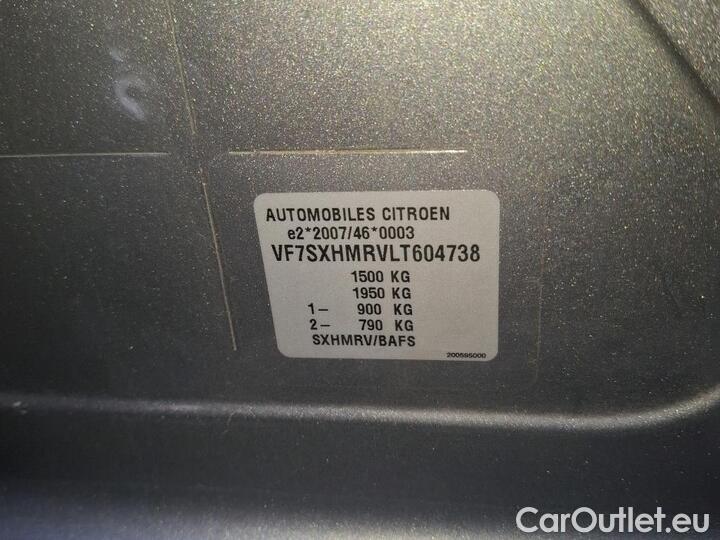 AUTOMOBILES CITROEN
e2*2007/46*0003
VF7SXHMRVLT604738
1500 KG
1950 KG
1– 900 KG
2– 790 KG
SXHMRV/BAFS
200595000
CarOutlet.eu